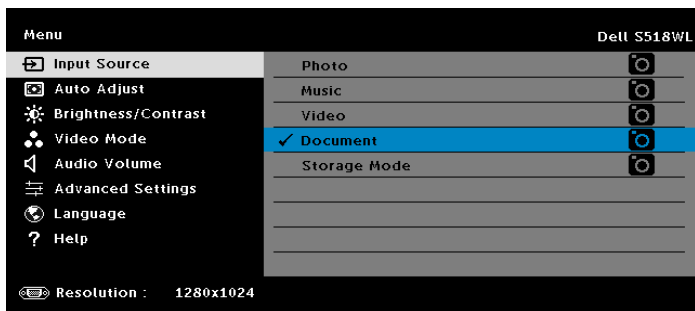 Menu
Dell S518WL
Input Source
Auto Adjust
Brightness/Contrast
Video Mode
Audio Volume
Advanced Settings
Language
? Help
Photo
Music
Video
✓ Document
Storage Mode
Resolution : 1280x1024